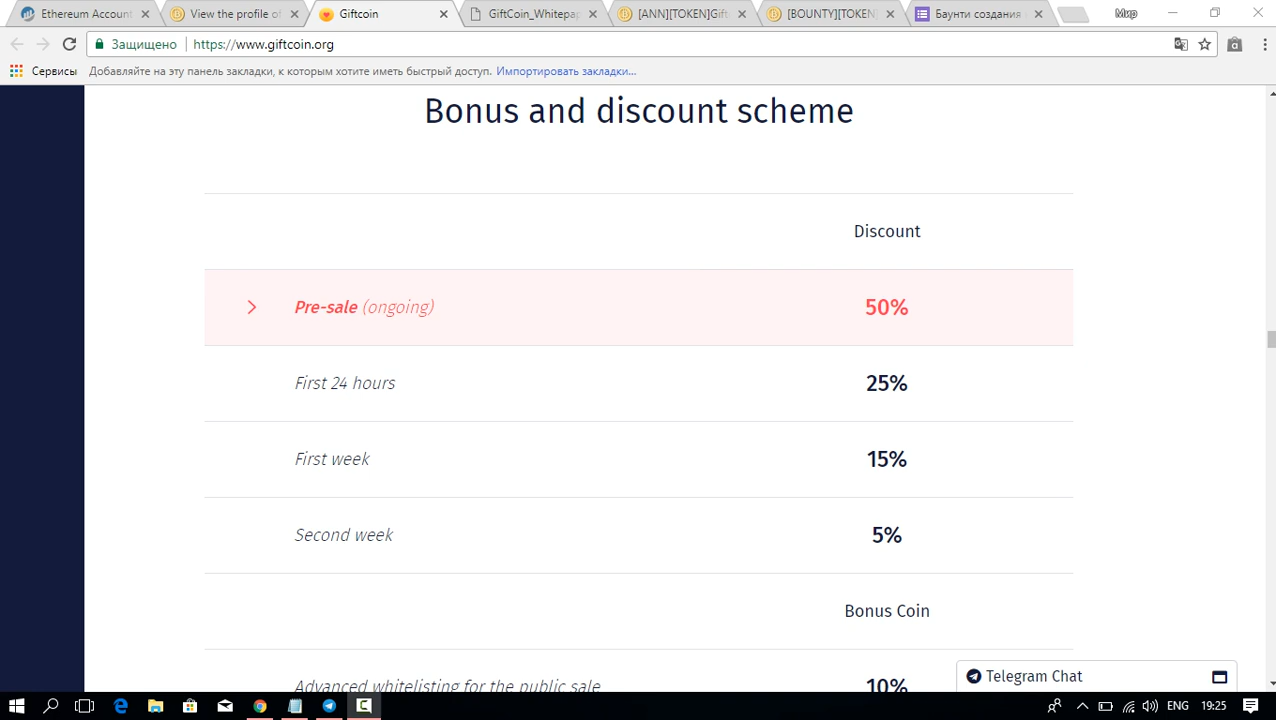 Ethereum Account
View the profile of
Giftcoin
GiftCoin_Whitepap
[ANN][TOKEN]Gift
[BOUNTY][TOKEN]
Баунти создания
Мир
Защищено
https://www.giftcoin.org
Сервисы
Добавляйте на эту панель закладки, к которым хотите иметь быстрый доступ. Импортировать закладки...
Bonus and discount scheme
Discount
Pre-sale (ongoing) 50%
First 24 hours 25%
First week 15%
Second week 5%
Bonus Coin
Advanced whitelisting for the public sale 10%
Telegram Chat
ENG 19:25